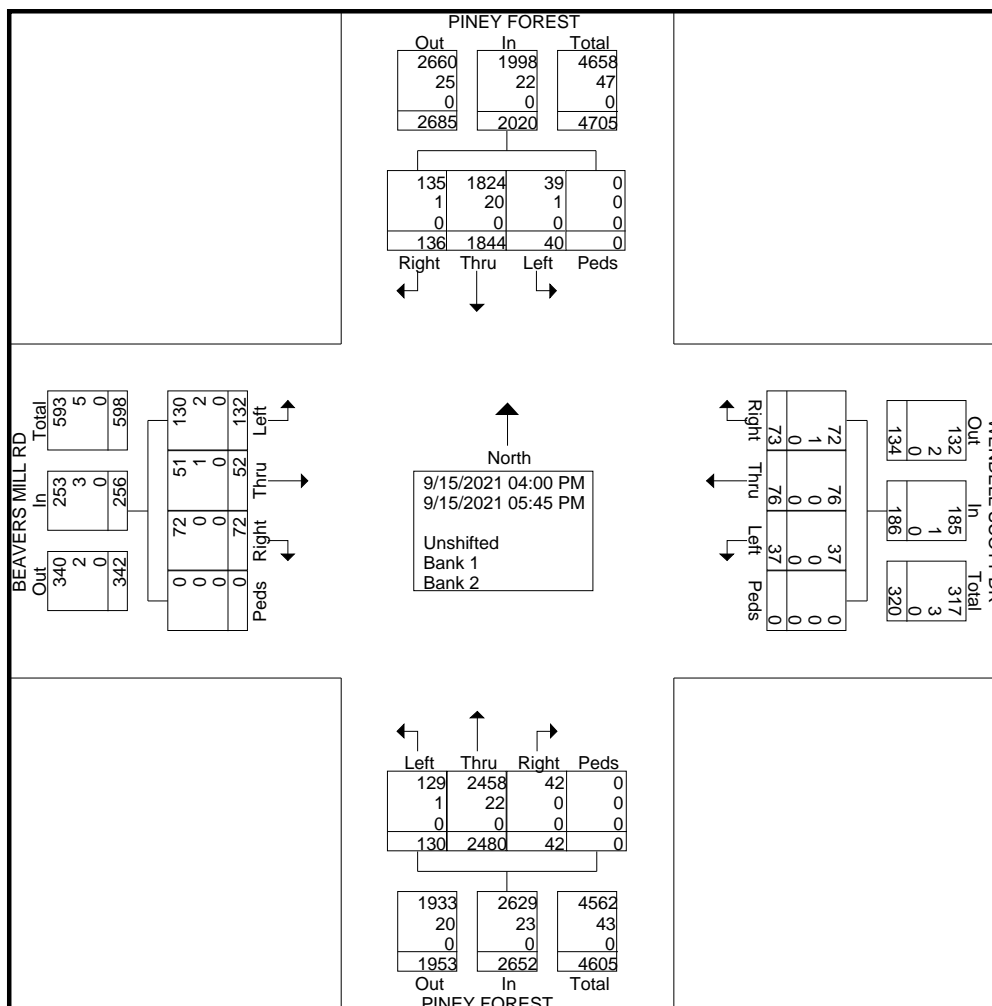 PINEY FOREST
Out In Total
2660 1998 4658
25 22 47
0 0 0
2685 2020 4705
135 1824 39 0
1 20 1 0
0 0 0 0
136 1844 40 0
Right Thru Left Peds
BEAVERS MILL RD
Total In Out
593 253 340
5 3 2
0 0 0
598 256 342
130 51 72 0
2 1 0 0
0 0 0 0
132 52 72 0
Left Thru Right Peds
North
9/15/2021 04:00 PM
9/15/2021 05:45 PM
Unshifted
Bank 1
Bank 2
Out In Total
132 185 317
2 1 3
0 0 0
134 186 320
72 76 37 0
1 0 0 0
0 0 0 0
73 76 37 0
Right Thru Left Peds
Left Thru Right Peds
129 2458 42 0
1 22 0 0
0 0 0 0
130 2480 42 0
1933 2629 4562
20 23 43
0 0 0
1953 2652 4605
Out In Total
PINEY FOREST